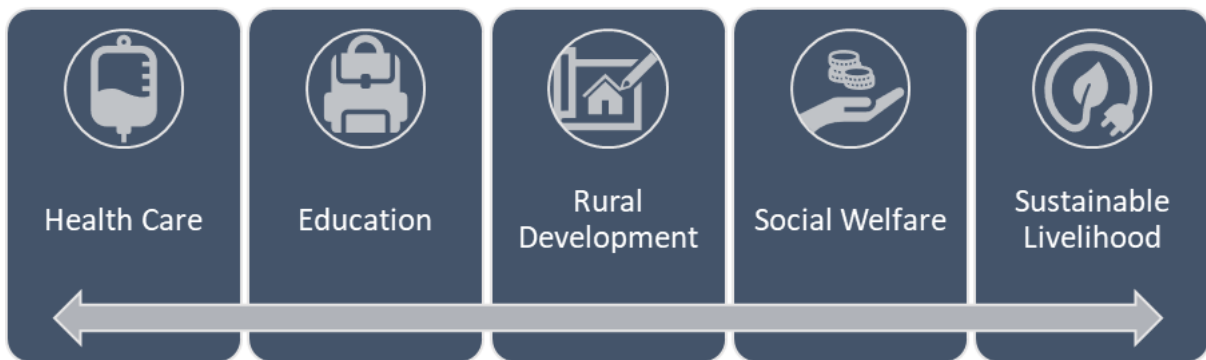 Health Care
Education
Rural
Development
Social Welfare
Sustainable
Livelihood